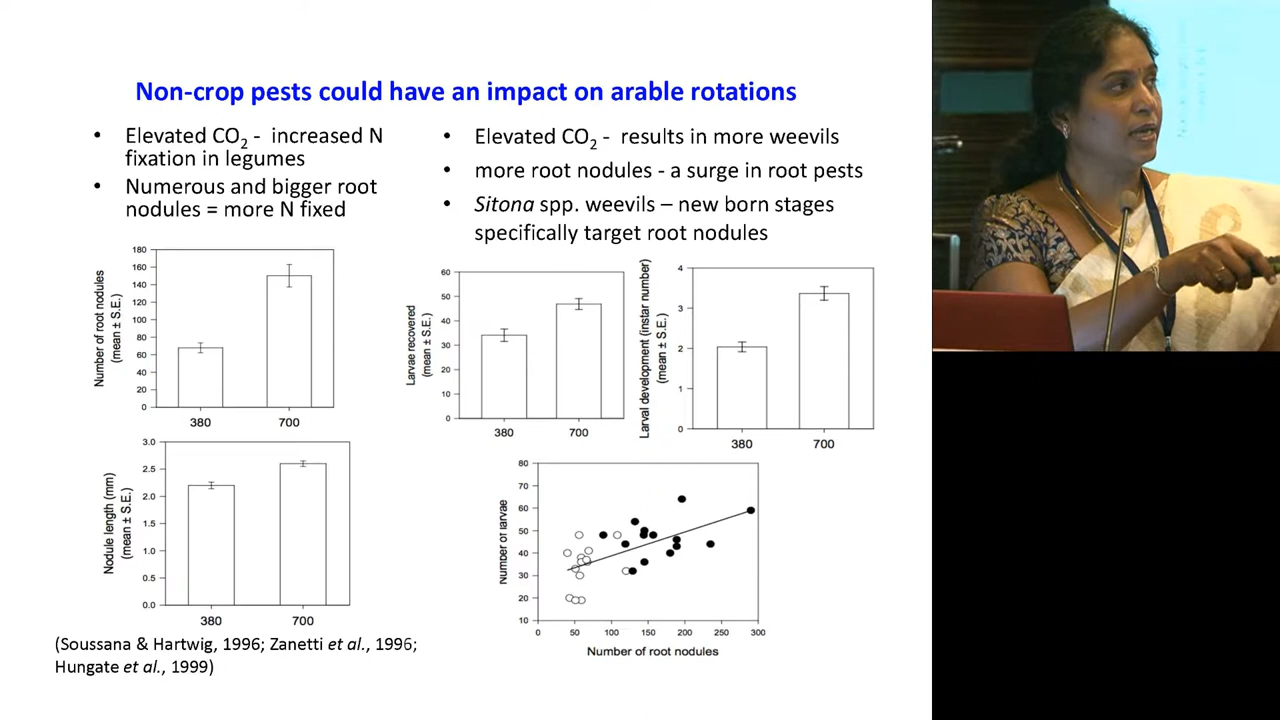 Non-crop pests could have an impact on arable rotations
• Elevated CO2 - increased N
fixation in legumes
• Numerous and bigger root
nodules = more N fixed
• Elevated CO2 - results in more weevils
• more root nodules - a surge in root pests
• Sitona spp. weevils – new born stages
specifically target root nodules
Number of root nodules
(mean ± S.E.)
180
160
140
120
100
80
60
40
20
0
380 700
Nodule length (mm)
(mean ± S.E.)
3.0
2.5
2.0
1.5
1.0
0.5
0.0
380 700
Larvae recovered
(mean ± S.E.)
60
50
40
30
20
10
0
380 700
Larval development (instar number)
(mean ± S.E.)
4
3
2
1
0
380 700
Number of larvae
80
70
60
50
40
30
20
10
0 50 100 150 200 250 300
Number of root nodules
(Soussana & Hartwig, 1996; Zanetti et al., 1996;
Hungate et al., 1999)